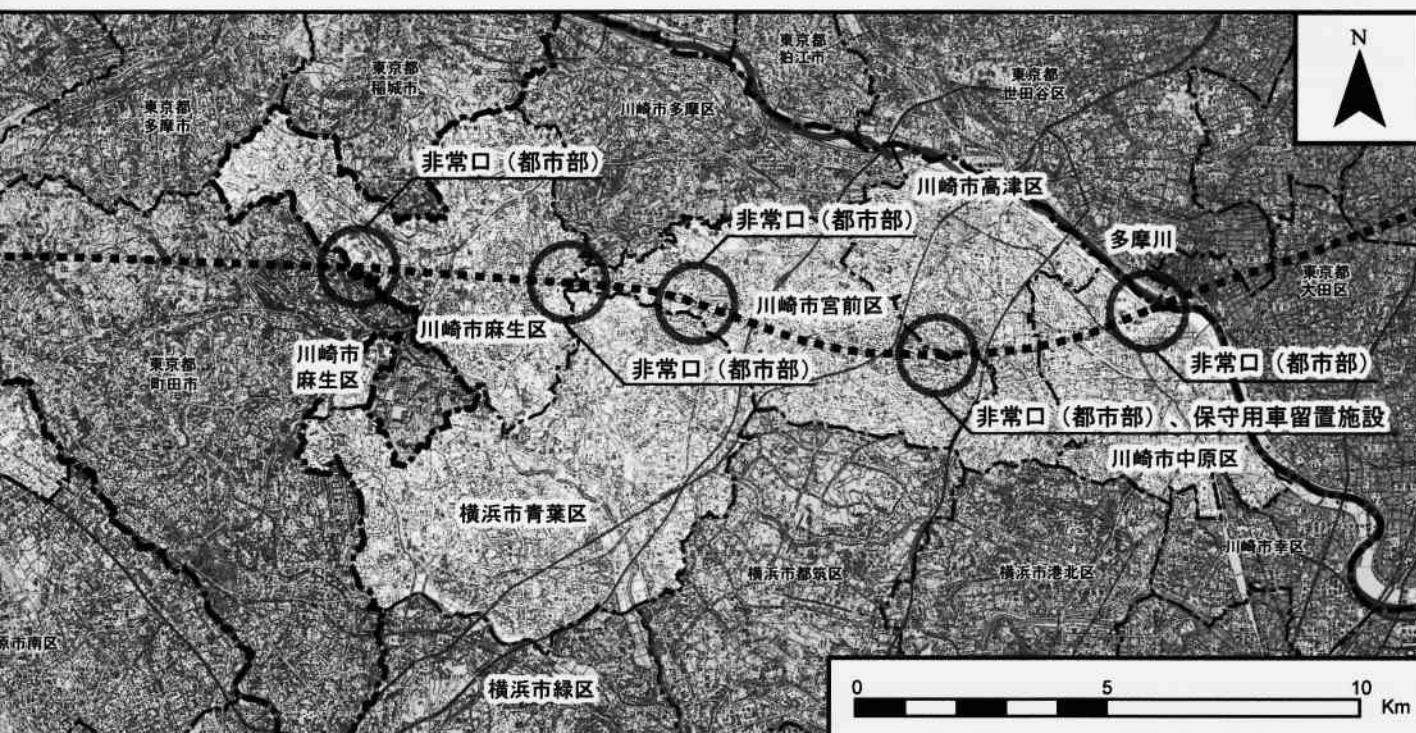 N
東京都
狛江市
東京都
稲城市
東京都
世田谷区
東京都
多摩市
川崎市多摩区
非常口（都市部）
川崎市高津区
非常口（都市部）
多摩川
東京都
大田区
川崎市宮前区
川崎市麻生区
川崎市
麻生区
東京都
町田市
非常口（都市部）
非常口（都市部）
非常口（都市部）、保守用車留置施設
川崎市中原区
横浜市青葉区
川崎市幸区
横浜市都筑区
横浜市港北区
原市南区
横浜市緑区
0
5
10
Km